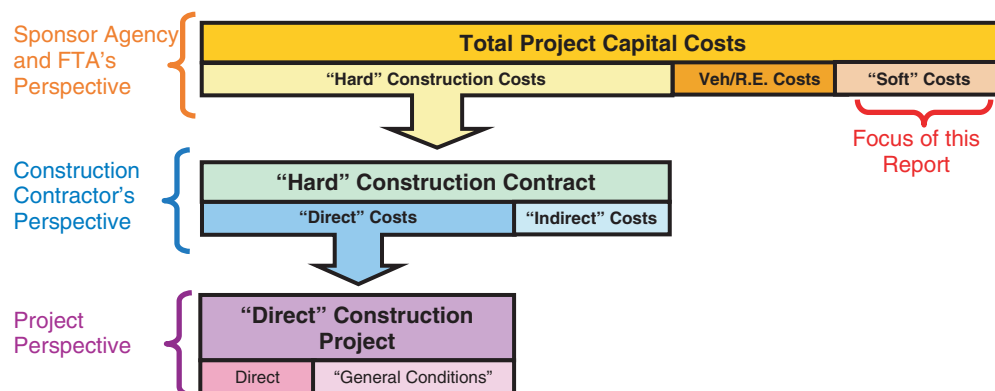 Sponsor Agency
and FTA's
Perspective
Total Project Capital Costs
“Hard” Construction Costs
Veh/R.E. Costs
“Soft” Costs
Focus of this
Report
Construction
Contractor's
Perspective
“Hard” Construction Contract
“Direct” Costs
“Indirect” Costs
Project
Perspective
“Direct” Construction
Project
Direct
“General Conditions”